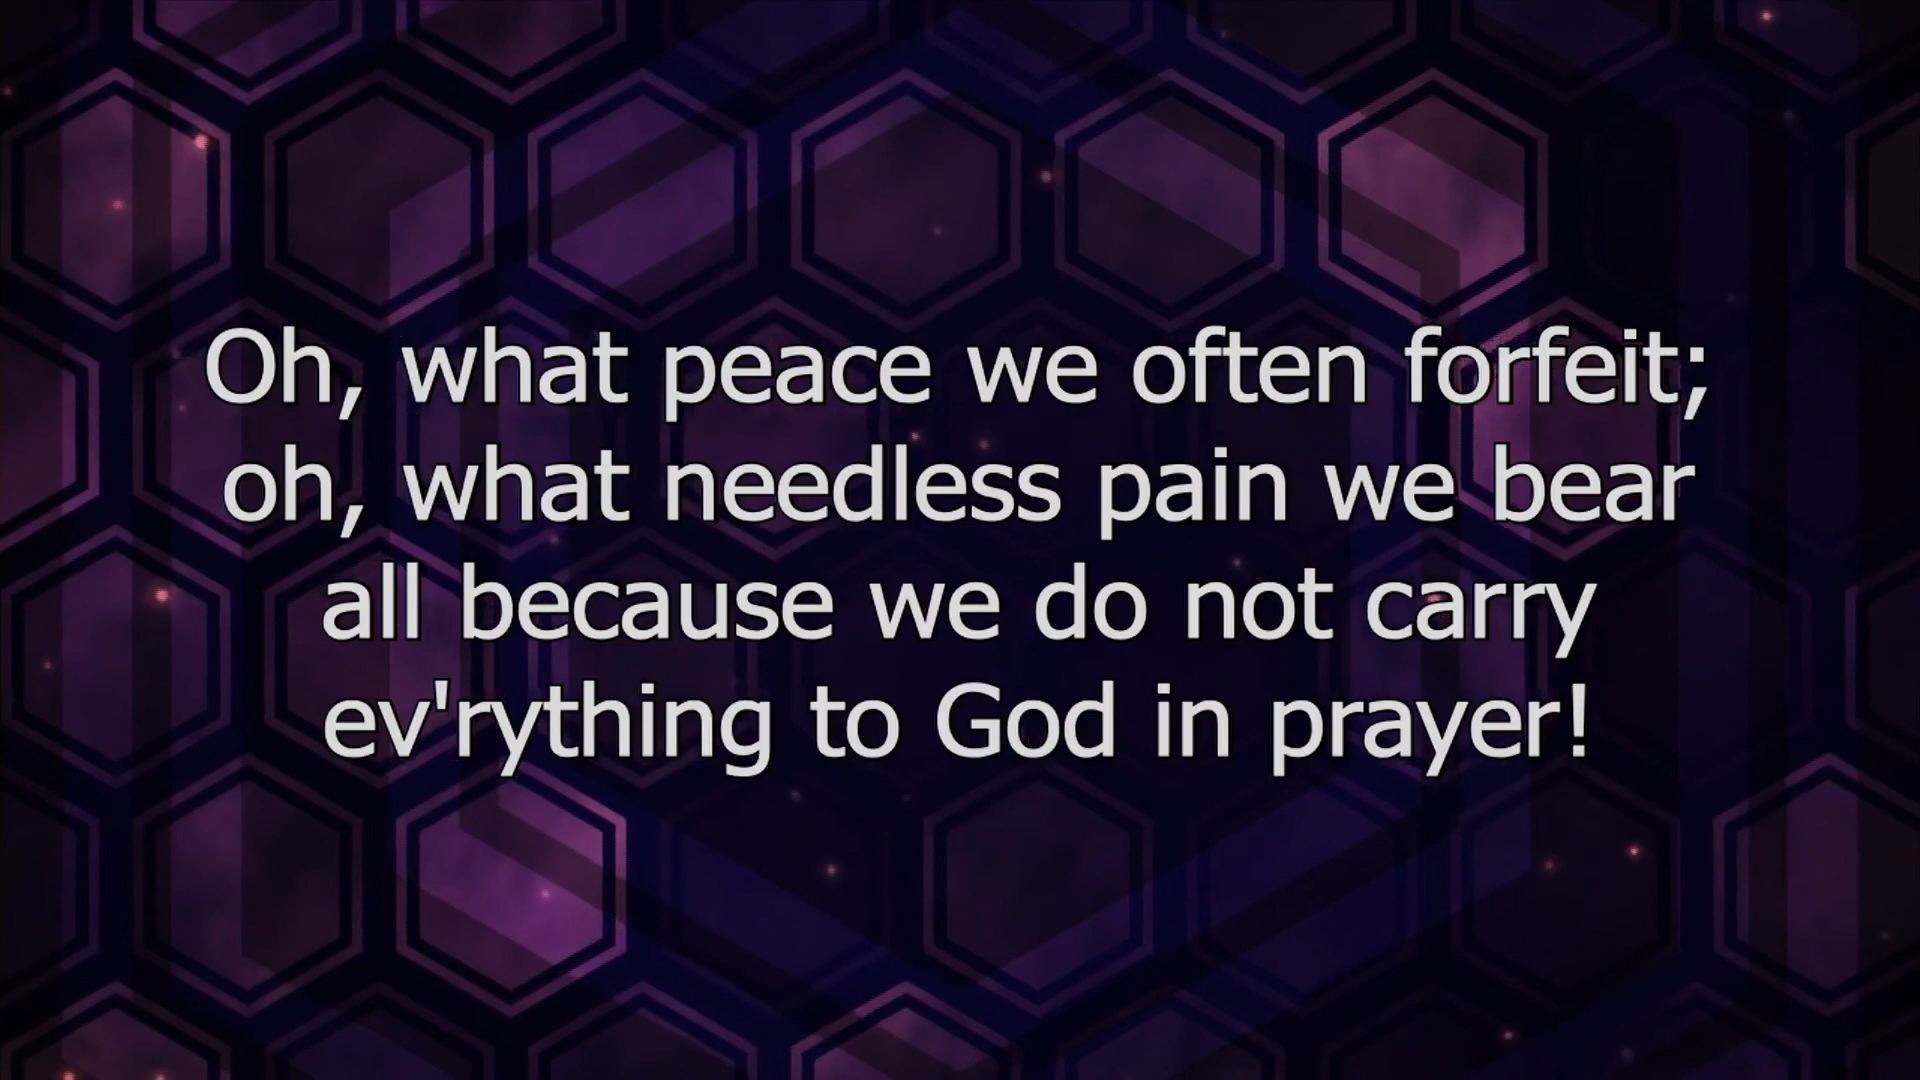 Oh, what peace we often forfeit;
oh, what needless pain we bear
all because we do not carry
ev'rything to God in prayer!